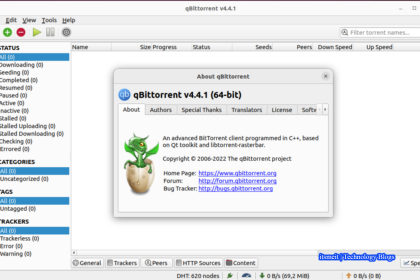 qBittorrent v4.4.1
Edit View Tools Help
Filter torrent names...
STATUS
All (0)
Downloading (0)
Seeding (0)
Completed (0)
Resumed (0)
Paused (0)
Active (0)
Inactive (0)
Stalled (0)
Stalled Uploading (0)
Stalled Downloading (0)
Checking (0)
Errored (0)
CATEGORIES
All (0)
Uncategorized (0)
TAGS
All (0)
Untagged (0)
TRACKERS
All (0)
Trackerless (0)
Error (0)
Warning (0)
Name Size Progress Status Seeds Peers Down Speed Up Speed
About qBittorrent
qb qBittorrent v4.4.1 (64-bit)
About Authors Special Thanks Translators License Softv
An advanced BitTorrent client programmed in C++, based
on Qt toolkit and libtorrent-rasterbar.
Copyright © 2006-2022 The qBittorrent project
Home Page: https://www.qbittorrent.org
Forum: http://forum.qbittorrent.org
Bug Tracker: http://bugs.qbittorrent.org
itsmeit Technology Blogs
General Trackers Peers HTTP Sources Content Spe
DHT: 620 nodes 0 B/s (69,2 MiB) 0 B/s